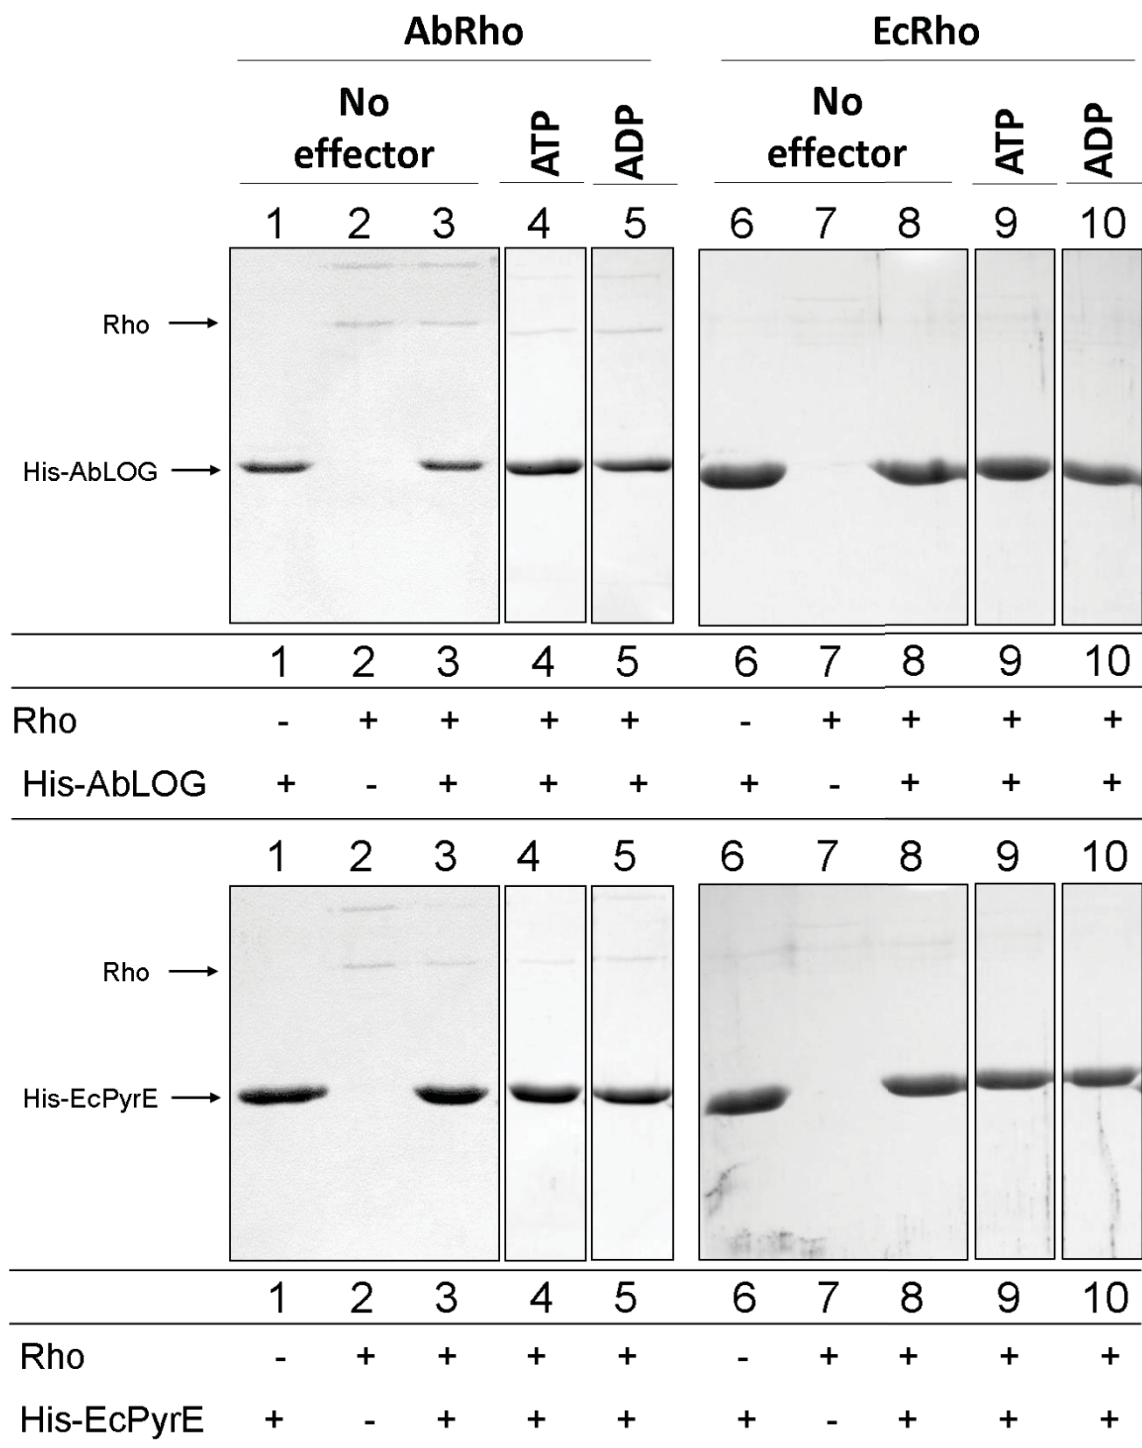 AbRho EcRho
No effector ATP ADP No effector ATP ADP
1 2 3 4 5 6 7 8 9 10
Rho
His-AbLOG
1 2 3 4 5 6 7 8 9 10
Rho - + + + + - + + + +
His-AbLOG + - + + + + - + + +
1 2 3 4 5 6 7 8 9 10
Rho
His-EcPyrE
1 2 3 4 5 6 7 8 9 10
Rho - + + + + - + + + +
His-EcPyrE + - + + + + - + + +